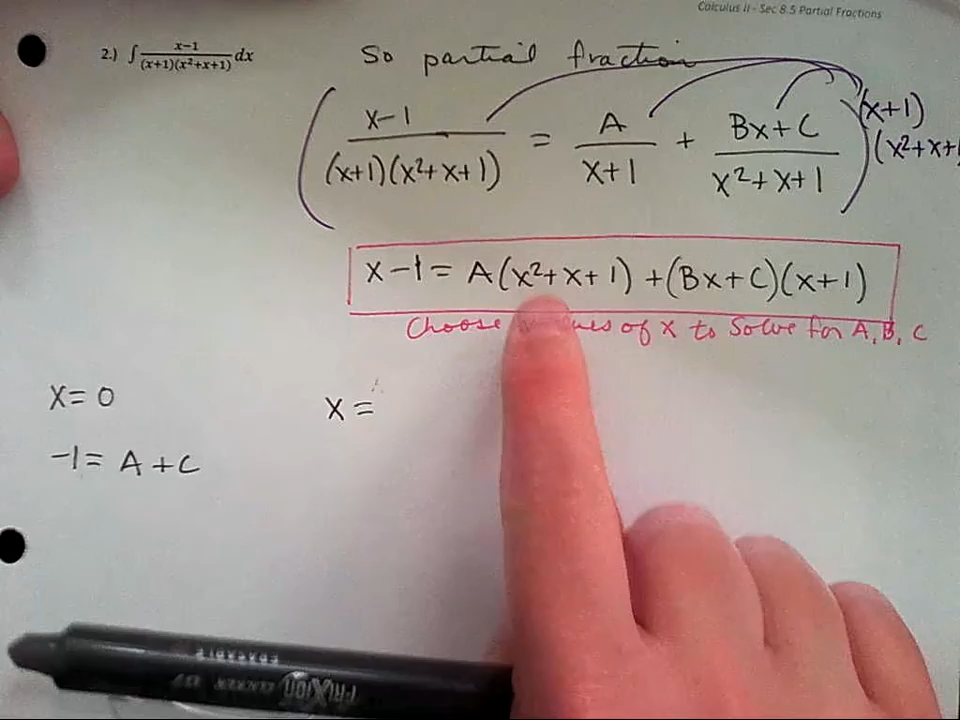 Calculus II - Sec 8.5 Partial Fractions
2.) ∫ x-1 / (x+1)(x²+x+1) dx
So partial fraction
( x-1 / (x+1)(x²+x+1) = A / x+1 + Bx+C / x²+x+1 ) (x+1)
(x²+x+
x-1 = A(x²+x+1) + (Bx+C)(x+1)
Choose of x to Solve for A, B, C
x = 0
x =
-1 = A + C
FRIXION
07